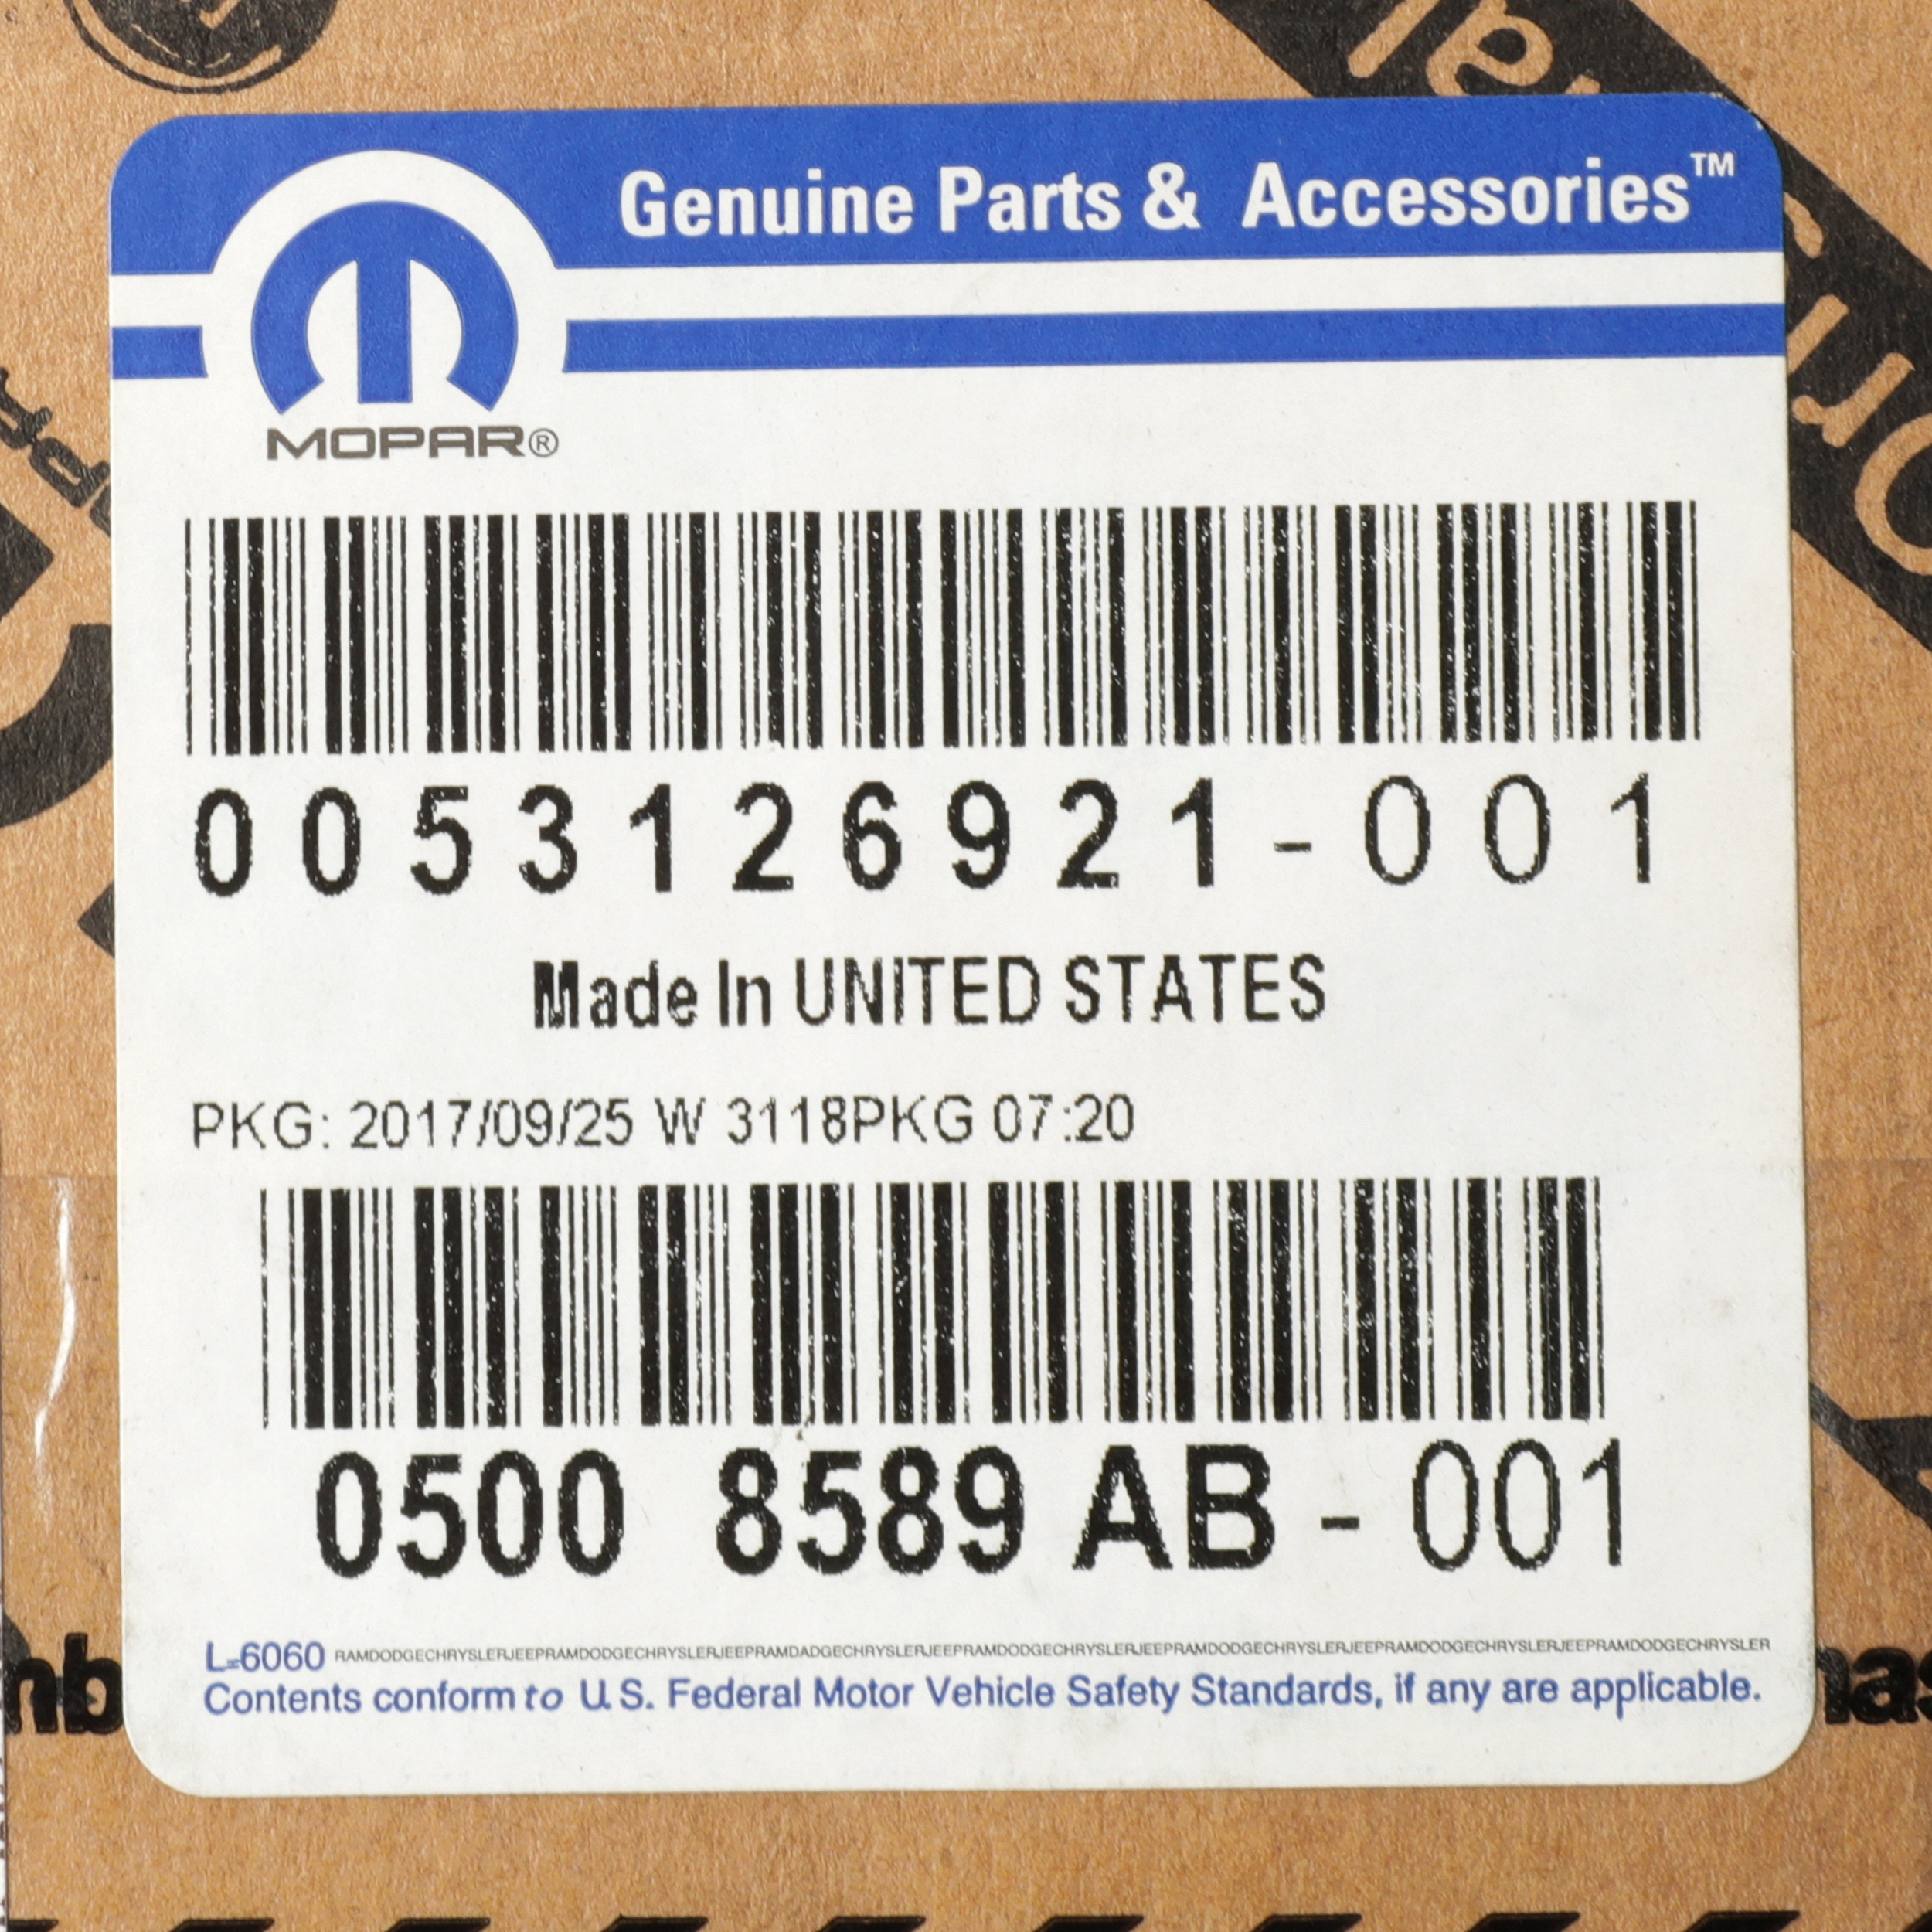 Genuine Parts & Accessories™
MOPAR®
0053126921-001
Made In UNITED STATES
PKG: 2017/09/25 W 3118PKG 07:20
0500 8589 AB - 001
L-6060 RAMDODGECHRYSLERJEEPRAMDODGECHRYSLERJEEPRAMDADGECHRYSLERJEEPRAMDODGECHRYSLERJEEPRAMDODGECHRYSLERJEEPRAMDODGECHRYSLERJEEPRAMDODGECHRYSLER
Contents conform to U.S. Federal Motor Vehicle Safety Standards, if any are applicable.